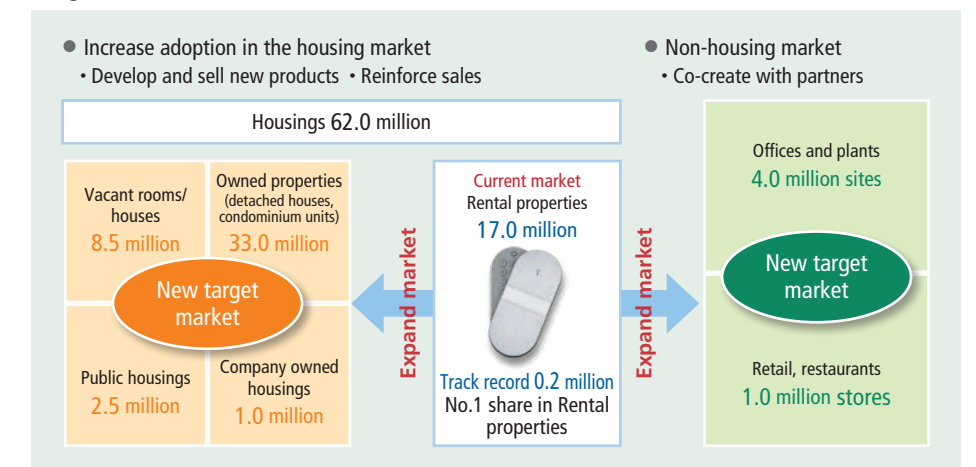 ● Increase adoption in the housing market
• Develop and sell new products • Reinforce sales
● Non-housing market
• Co-create with partners
Housings 62.0 million
Vacant rooms/
houses
8.5 million
Owned properties
(detached houses,
condominium units)
33.0 million
New target
market
Public housings
2.5 million
Company owned
housings
1.0 million
Expand market
Current market
Rental properties
17.0 million
Track record 0.2 million
No.1 share in Rental
properties
Expand market
Offices and plants
4.0 million sites
New target
market
Retail, restaurants
1.0 million stores